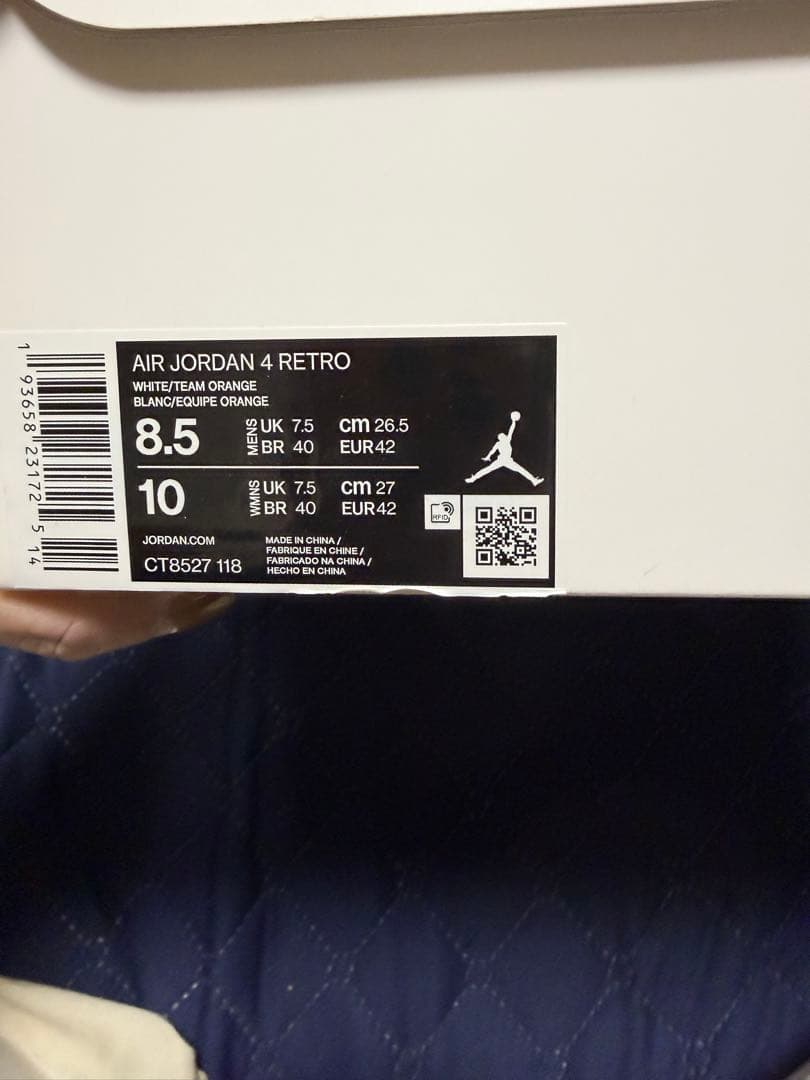 AIR JORDAN 4 RETRO
WHITE/TEAM ORANGE
BLANC/EQUIPE ORANGE
8.5 MENS UK 7.5 cm 26.5
BR 40 EUR 42
10 WMNS UK 7.5 cm 27
BR 40 EUR 42
JORDAN.COM
CT8527 118
MADE IN CHINA /
FABRIQUE EN CHINE /
FABRICADO NA CHINA /
HECHO EN CHINA
RFID
1 93658 23172 5 14